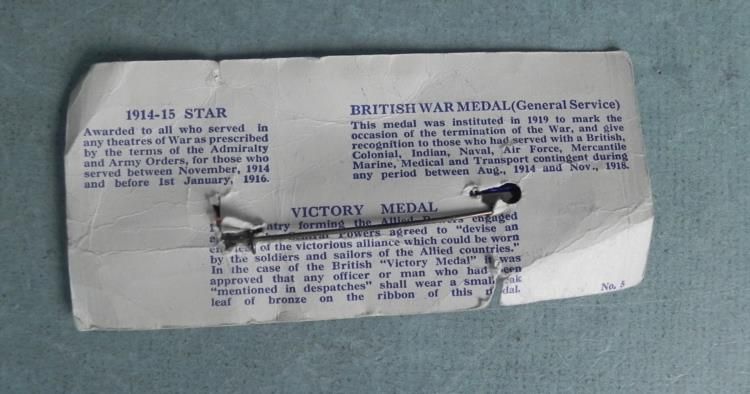 1914-15 STAR
Awarded to all who served in
any theatres of War as prescribed
by the terms of the Admiralty
and Army Orders, for those who
served between November, 1914
and before 1st January, 1916.
BRITISH WAR MEDAL (General Service)
This medal was instituted in 1919 to mark the
occasion of the termination of the War, and give
recognition to those who had served with a British,
Colonial, Indian, Naval, Air Force, Mercantile
Marine, Medical and Transport contingent during
any period between Aug., 1914 and Nov., 1918.
VICTORY MEDAL
forming the Allied Powers engaged
Powers agreed to "devise an
of the victorious alliance which could be worn
by the soldiers and sailors of the Allied countries."
In the case of the British "Victory Medal" it was
approved that any officer or man who had
"mentioned in despatches" shall wear a small
leaf of bronze on the ribbon of this
No. 5